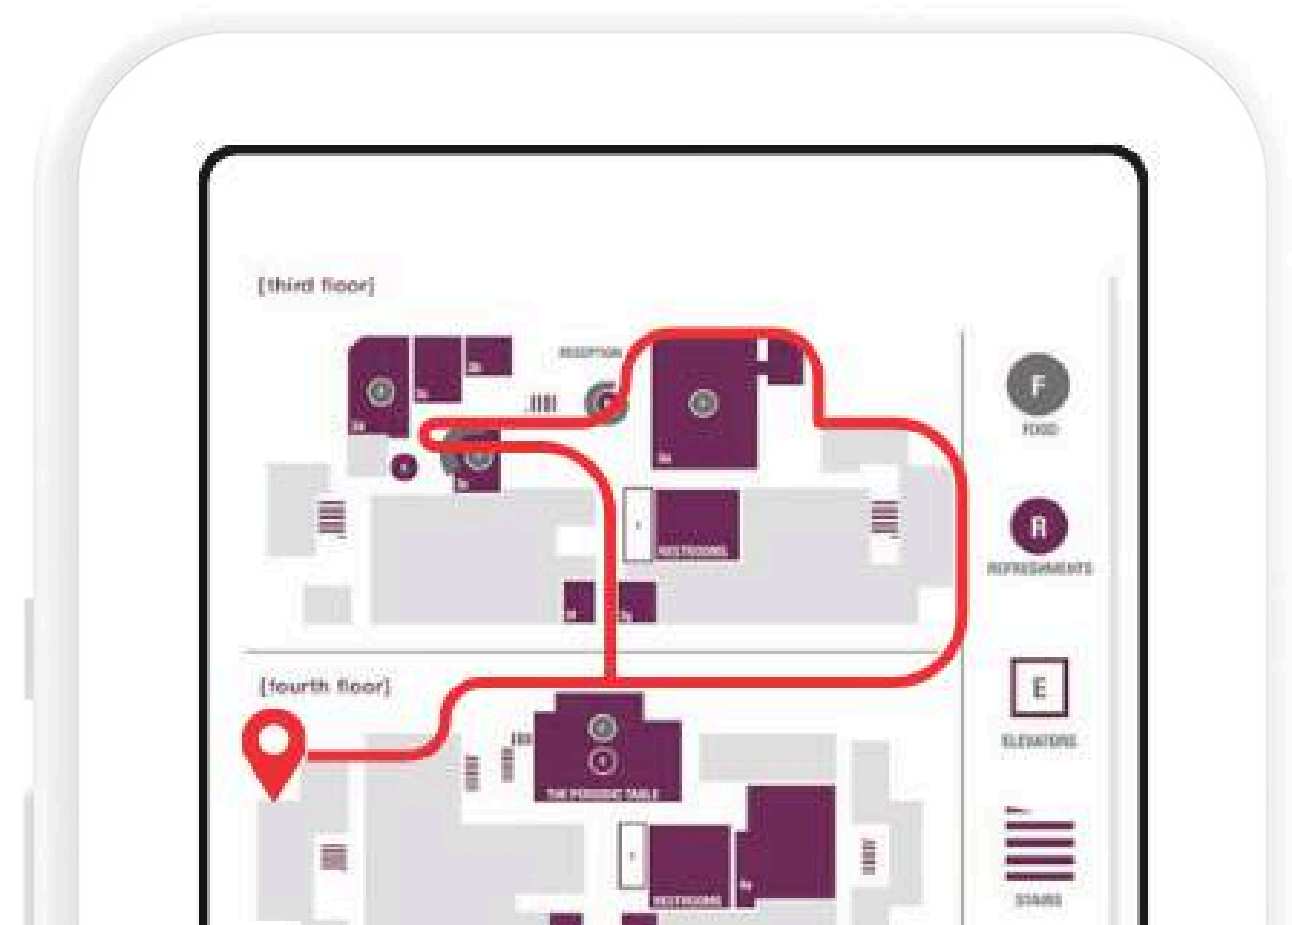 [third floor]
RECEPTION
F
FOOD
R
REFRESHMENTS
RESTROOMS
[fourth floor]
E
ELEVATORS
THE PERIODIC TABLE
RESTROOMS
STAIRS